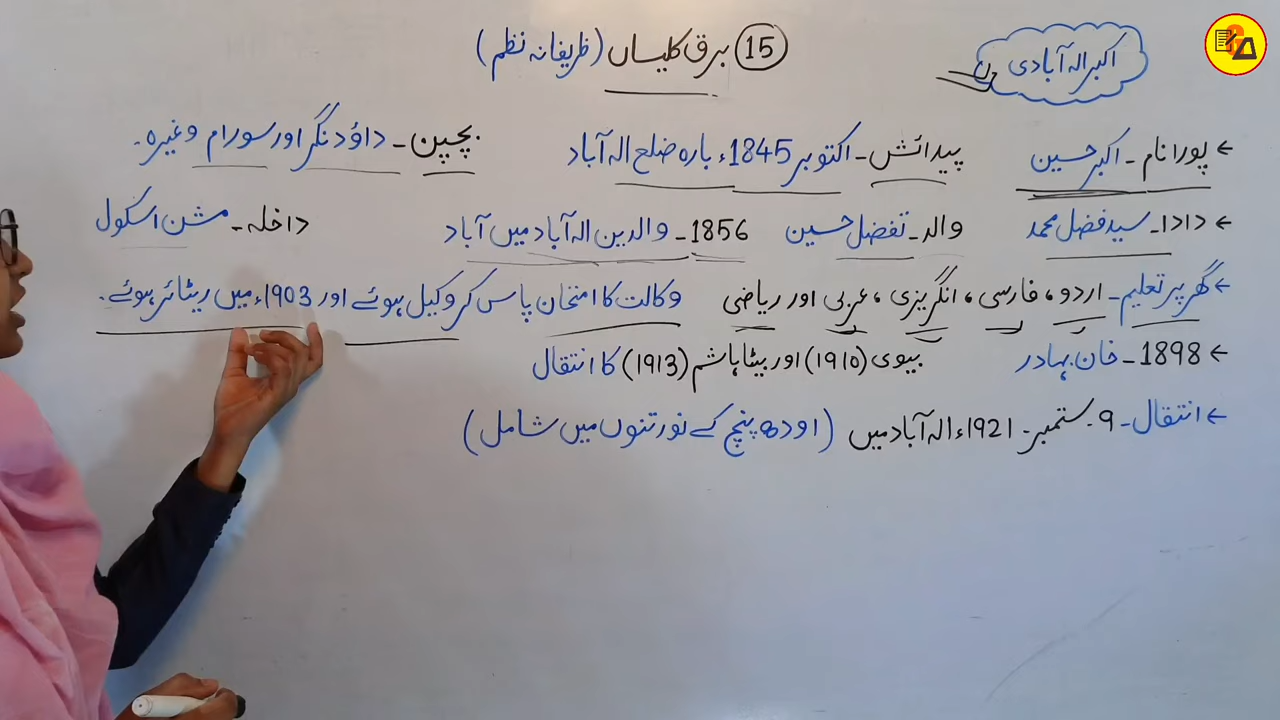 اکبر الہ آبادی
15 برق کلیساں (ظریفانہ نظم)
← پورا نام - اکبر حسین پیدائش - اکتوبر 1845ء بارہ ضلع الہ آباد بچپن - داؤد نگر اور سورام وغیرہ۔
← دادا - سید فضل محمد والد - تفضل حسین 1856 - والدین الہ آباد میں آباد داخلہ - مشن اسکول
← گھر پر تعلیم - اردو، فارسی، انگریزی، عربی اور ریاضی وکالت کا امتحان پاس کر وکیل ہوئے اور 1903ء میں ریٹائر ہوئے۔
← 1898 - خان بہادر بیوی (1910) اور بیٹا ہاشم (1913) کا انتقال
← انتقال - 9 ستمبر - 1921ء الہ آباد میں (اودھ پنچ کے نورتنوں میں شامل)